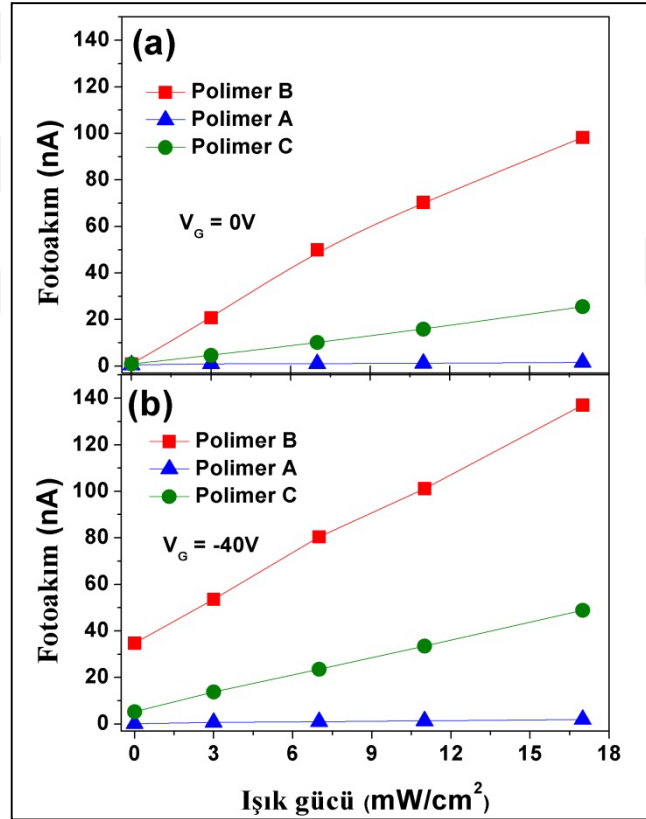 (a)
140
120
100
80
60
40
20
0
Fotoakım (nA)
Polimer B
Polimer A
Polimer C
V_G = 0V
(b)
140
120
100
80
60
40
20
0
Fotoakım (nA)
Polimer B
Polimer A
Polimer C
V_G = -40V
0 3 6 9 12 15 18
Işık gücü (mW/cm²)